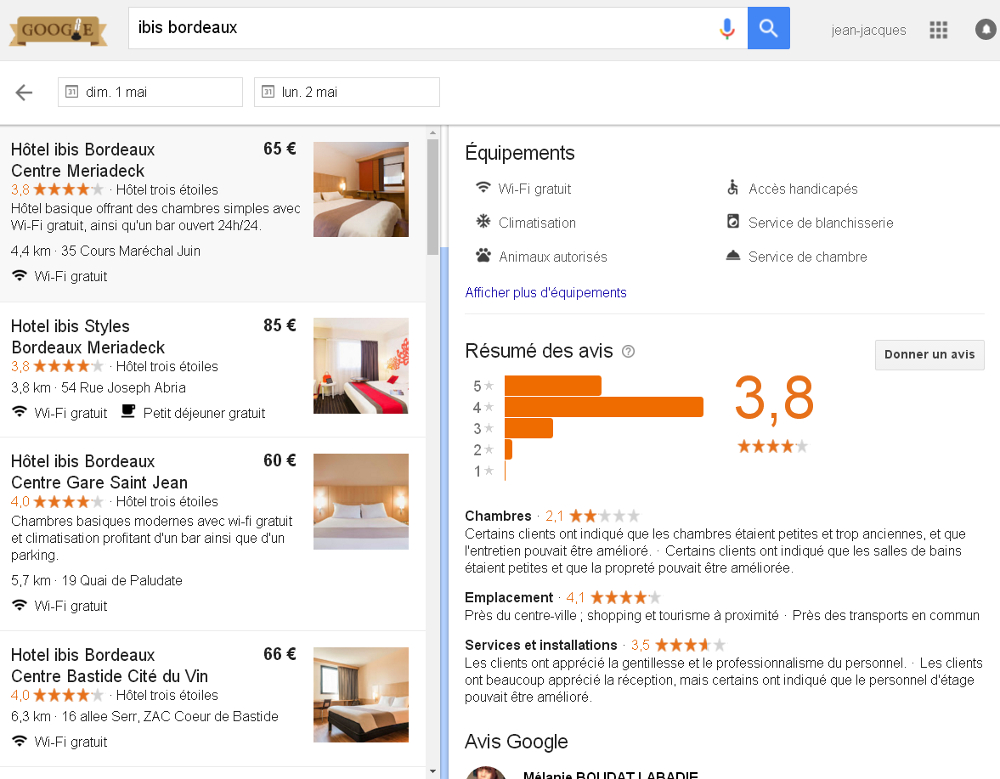 GOOGLE
ibis bordeaux
jean-jacques
31 dim. 1 mai
31 lun. 2 mai
Hôtel ibis Bordeaux
Centre Meriadeck
65 €
3,8 · Hôtel trois étoiles
Hôtel basique offrant des chambres simples avec
Wi-Fi gratuit, ainsi qu'un bar ouvert 24h/24.
4,4 km · 35 Cours Maréchal Juin
Wi-Fi gratuit
Hotel ibis Styles
Bordeaux Meriadeck
85 €
3,8 · Hôtel trois étoiles
3,8 km · 54 Rue Joseph Abria
Wi-Fi gratuit Petit déjeuner gratuit
Hôtel ibis Bordeaux
Centre Gare Saint Jean
60 €
4,0 · Hôtel trois étoiles
Chambres basiques modernes avec wi-fi gratuit
et climatisation profitant d'un bar ainsi que d'un
parking.
5,7 km · 19 Quai de Paludate
Wi-Fi gratuit
Hotel ibis Bordeaux
Centre Bastide Cité du Vin
66 €
4,0 · Hôtel trois étoiles
6,3 km · 16 allee Serr, ZAC Coeur de Bastide
Wi-Fi gratuit
Équipements
Wi-Fi gratuit
Accès handicapés
Climatisation
Service de blanchisserie
Animaux autorisés
Service de chambre
Afficher plus d'équipements
Résumé des avis ?
Donner un avis
5
4
3
2
1
3,8
Chambres · 2,1
Certains clients ont indiqué que les chambres étaient petites et trop anciennes, et que
l'entretien pouvait être amélioré. · Certains clients ont indiqué que les salles de bains
étaient petites et que la propreté pouvait être améliorée.
Emplacement · 4,1
Près du centre-ville ; shopping et tourisme à proximité · Près des transports en commun
Services et installations · 3,5
Les clients ont apprécié la gentillesse et le professionnalisme du personnel. · Les clients
ont beaucoup apprécié la réception, mais certains ont indiqué que le personnel d'étage
pouvait être amélioré.
Avis Google
Mélanie BOUDAT LABADIE